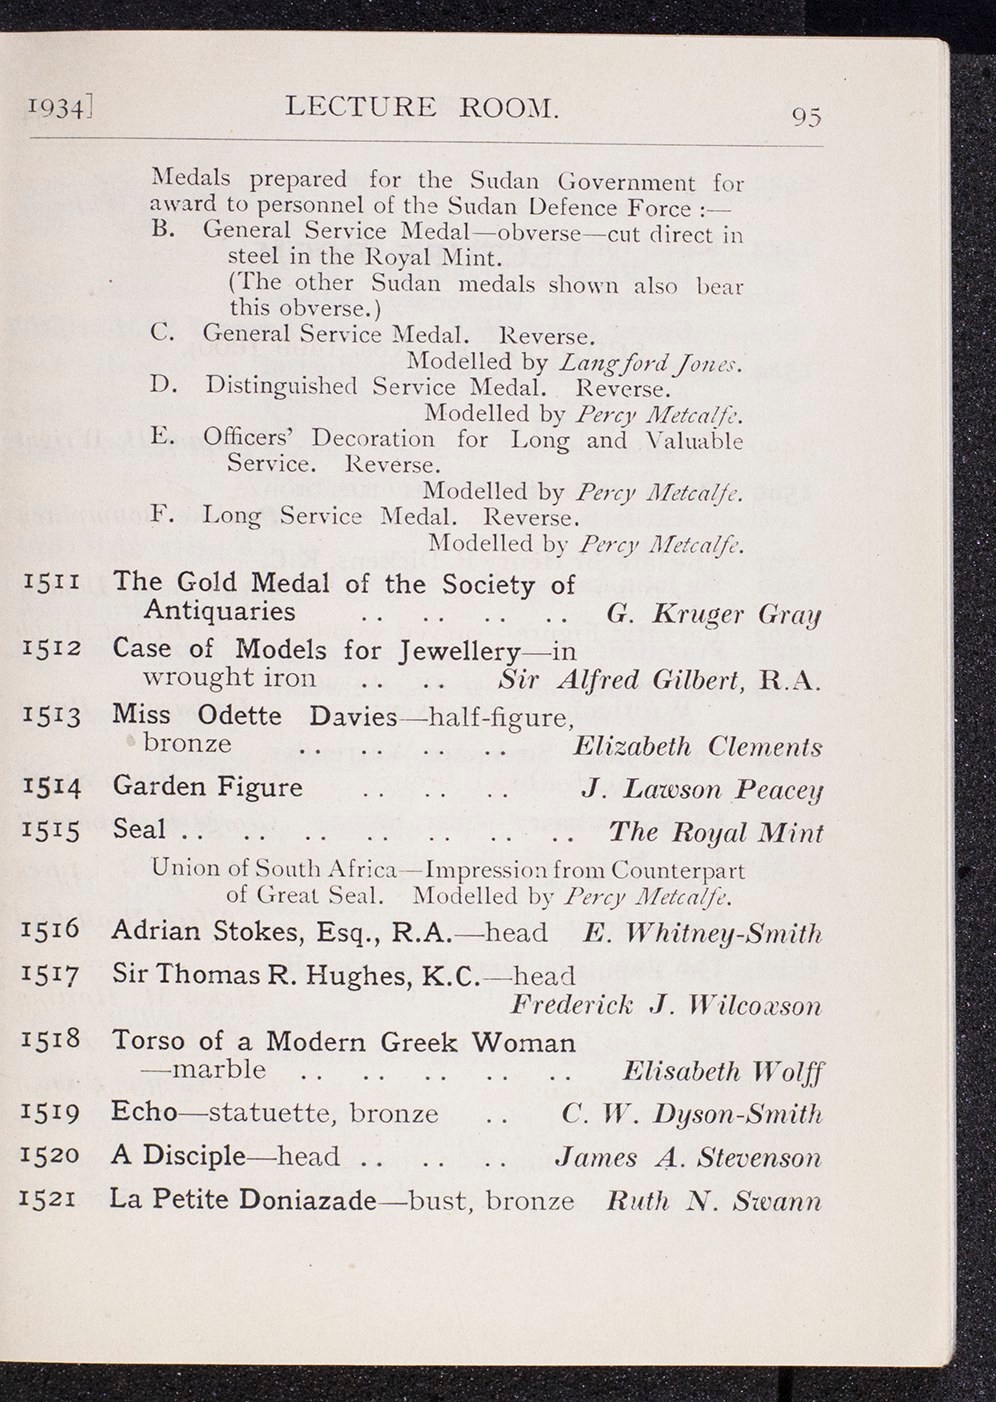 1934] LECTURE ROOM. 95
Medals prepared for the Sudan Government for
award to personnel of the Sudan Defence Force :—
B. General Service Medal—obverse—cut direct in
steel in the Royal Mint.
(The other Sudan medals shown also bear
this obverse.)
C. General Service Medal. Reverse.
Modelled by Langford Jones.
D. Distinguished Service Medal. Reverse.
Modelled by Percy Metcalfe.
E. Officers' Decoration for Long and Valuable
Service. Reverse.
Modelled by Percy Metcalfe.
F. Long Service Medal. Reverse.
Modelled by Percy Metcalfe.
1511 The Gold Medal of the Society of
Antiquaries .. .. .. .. G. Kruger Gray
1512 Case of Models for Jewellery—in
wrought iron .. .. Sir Alfred Gilbert, R.A.
1513 Miss Odette Davies—half-figure,
bronze .. .. .. .. Elizabeth Clements
1514 Garden Figure .. .. .. J. Lawson Peacey
1515 Seal .. .. .. .. .. .. .. The Royal Mint
Union of South Africa—Impression from Counterpart
of Great Seal. Modelled by Percy Metcalfe.
1516 Adrian Stokes, Esq., R.A.—head E. Whitney-Smith
1517 Sir Thomas R. Hughes, K.C.—head
Frederick J. Wilcoxson
1518 Torso of a Modern Greek Woman
—marble .. .. .. .. .. Elisabeth Wolff
1519 Echo—statuette, bronze .. C. W. Dyson-Smith
1520 A Disciple—head .. .. .. James A. Stevenson
1521 La Petite Doniazade—bust, bronze Ruth N. Swann